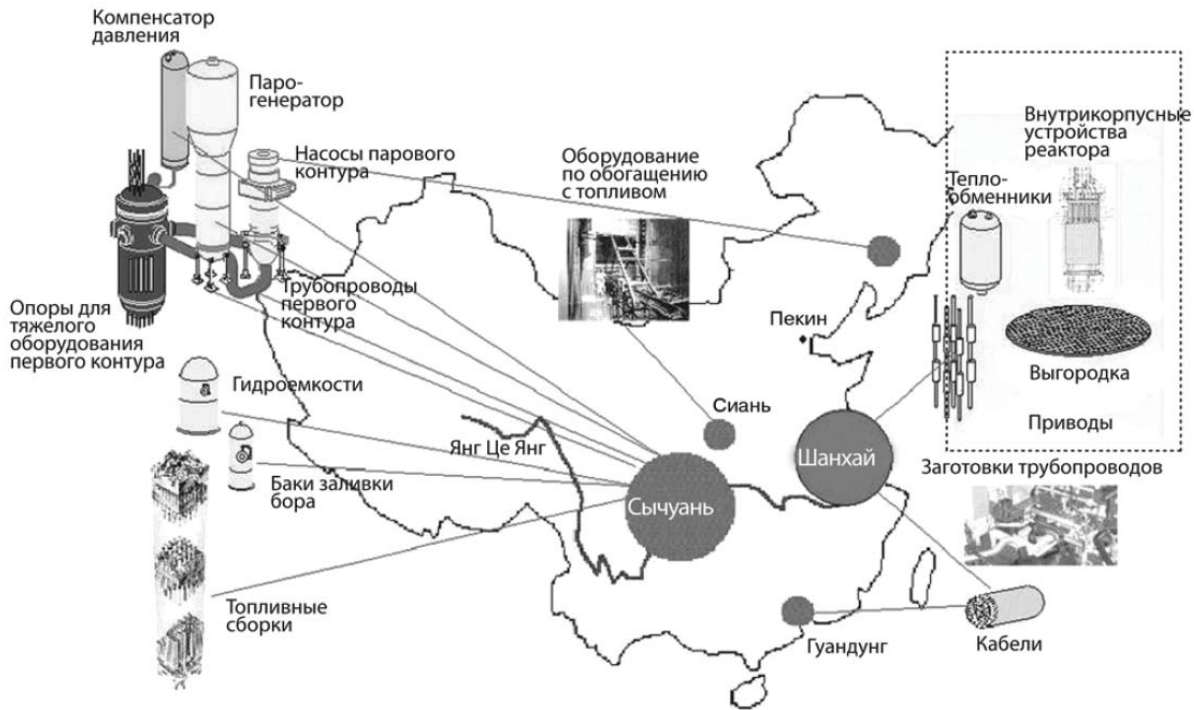 Компенсатор
давления
Паро-
генератор
Насосы парового
контура
Трубопроводы
первого
контура
Опоры для
тяжелого
оборудования
первого контура
Гидроемкости
Баки заливки
бора
Топливные
сборки
Оборудование
по обогащению
с топливом
Внутрикорпусные
устройства
реактора
Тепло-
обменники
Выгородка
Приводы
Пекин
Сиань
Янг Це Янг
Шанхай
Сычуань
Заготовки трубопроводов
Гуандунг
Кабели